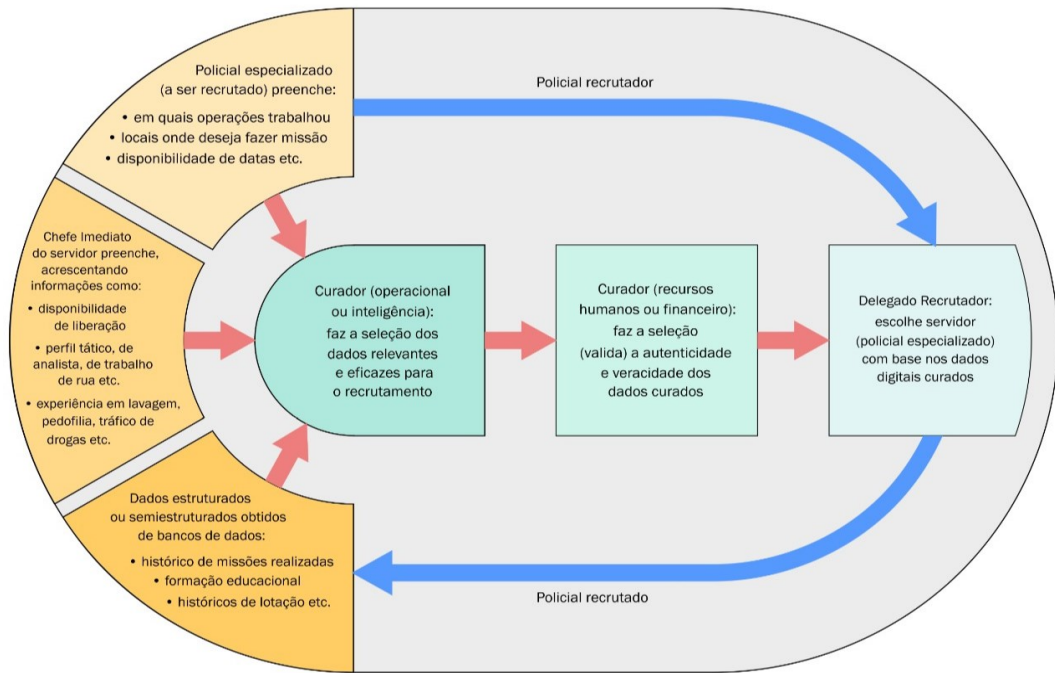 Policial especializado
(a ser recrutado) preenche:
• em quais operações trabalhou
• locais onde deseja fazer missão
• disponibilidade de datas etc.
Policial recrutador
Chefe Imediato
do servidor preenche,
acrescentando
informações como:
• disponibilidade
de liberação
• perfil tático, de
analista, de trabalho
de rua etc.
• experiência em lavagem,
pedofilia, tráfico de
drogas etc.
Curador (operacional
ou inteligência):
faz a seleção dos
dados relevantes
e eficazes para
o recrutamento
Curador (recursos
humanos ou financeiro):
faz a seleção
(valida) a autenticidade
e veracidade dos
dados curados
Delegado Recrutador:
escolhe servidor
(policial especializado)
com base nos dados
digitais curados
Dados estruturados
ou semiestruturados obtidos
de bancos de dados:
• histórico de missões realizadas
• formação educacional
• históricos de lotação etc.
Policial recrutado